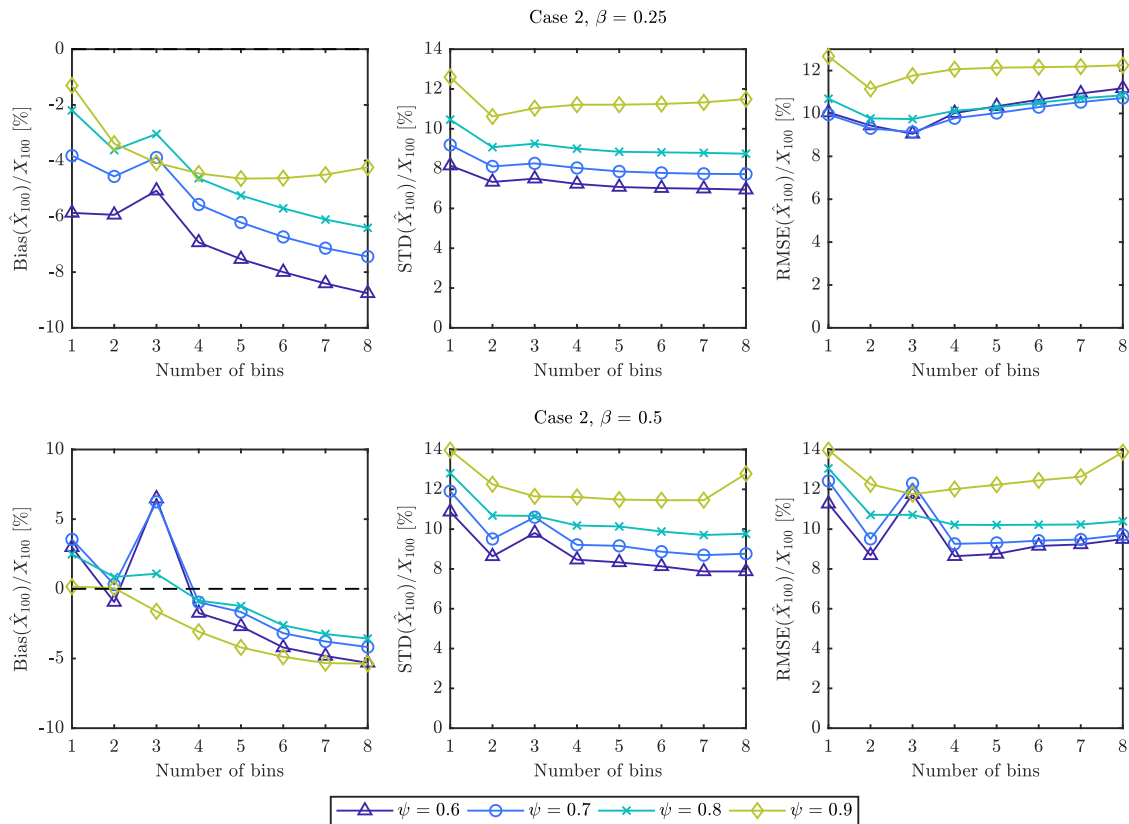 Case 2, β = 0.25
Bias(X̂₁₀₀)/X₁₀₀ [%]
0
-2
-4
-6
-8
-10
1 2 3 4 5 6 7 8
Number of bins
STD(X̂₁₀₀)/X₁₀₀ [%]
14
12
10
8
6
4
2
0
1 2 3 4 5 6 7 8
Number of bins
RMSE(X̂₁₀₀)/X₁₀₀ [%]
12
10
8
6
4
2
0
1 2 3 4 5 6 7 8
Number of bins
Case 2, β = 0.5
Bias(X̂₁₀₀)/X₁₀₀ [%]
10
5
0
-5
-10
1 2 3 4 5 6 7 8
Number of bins
STD(X̂₁₀₀)/X₁₀₀ [%]
14
12
10
8
6
4
2
0
1 2 3 4 5 6 7 8
Number of bins
RMSE(X̂₁₀₀)/X₁₀₀ [%]
14
12
10
8
6
4
2
0
1 2 3 4 5 6 7 8
Number of bins
ψ = 0.6 ψ = 0.7 ψ = 0.8 ψ = 0.9